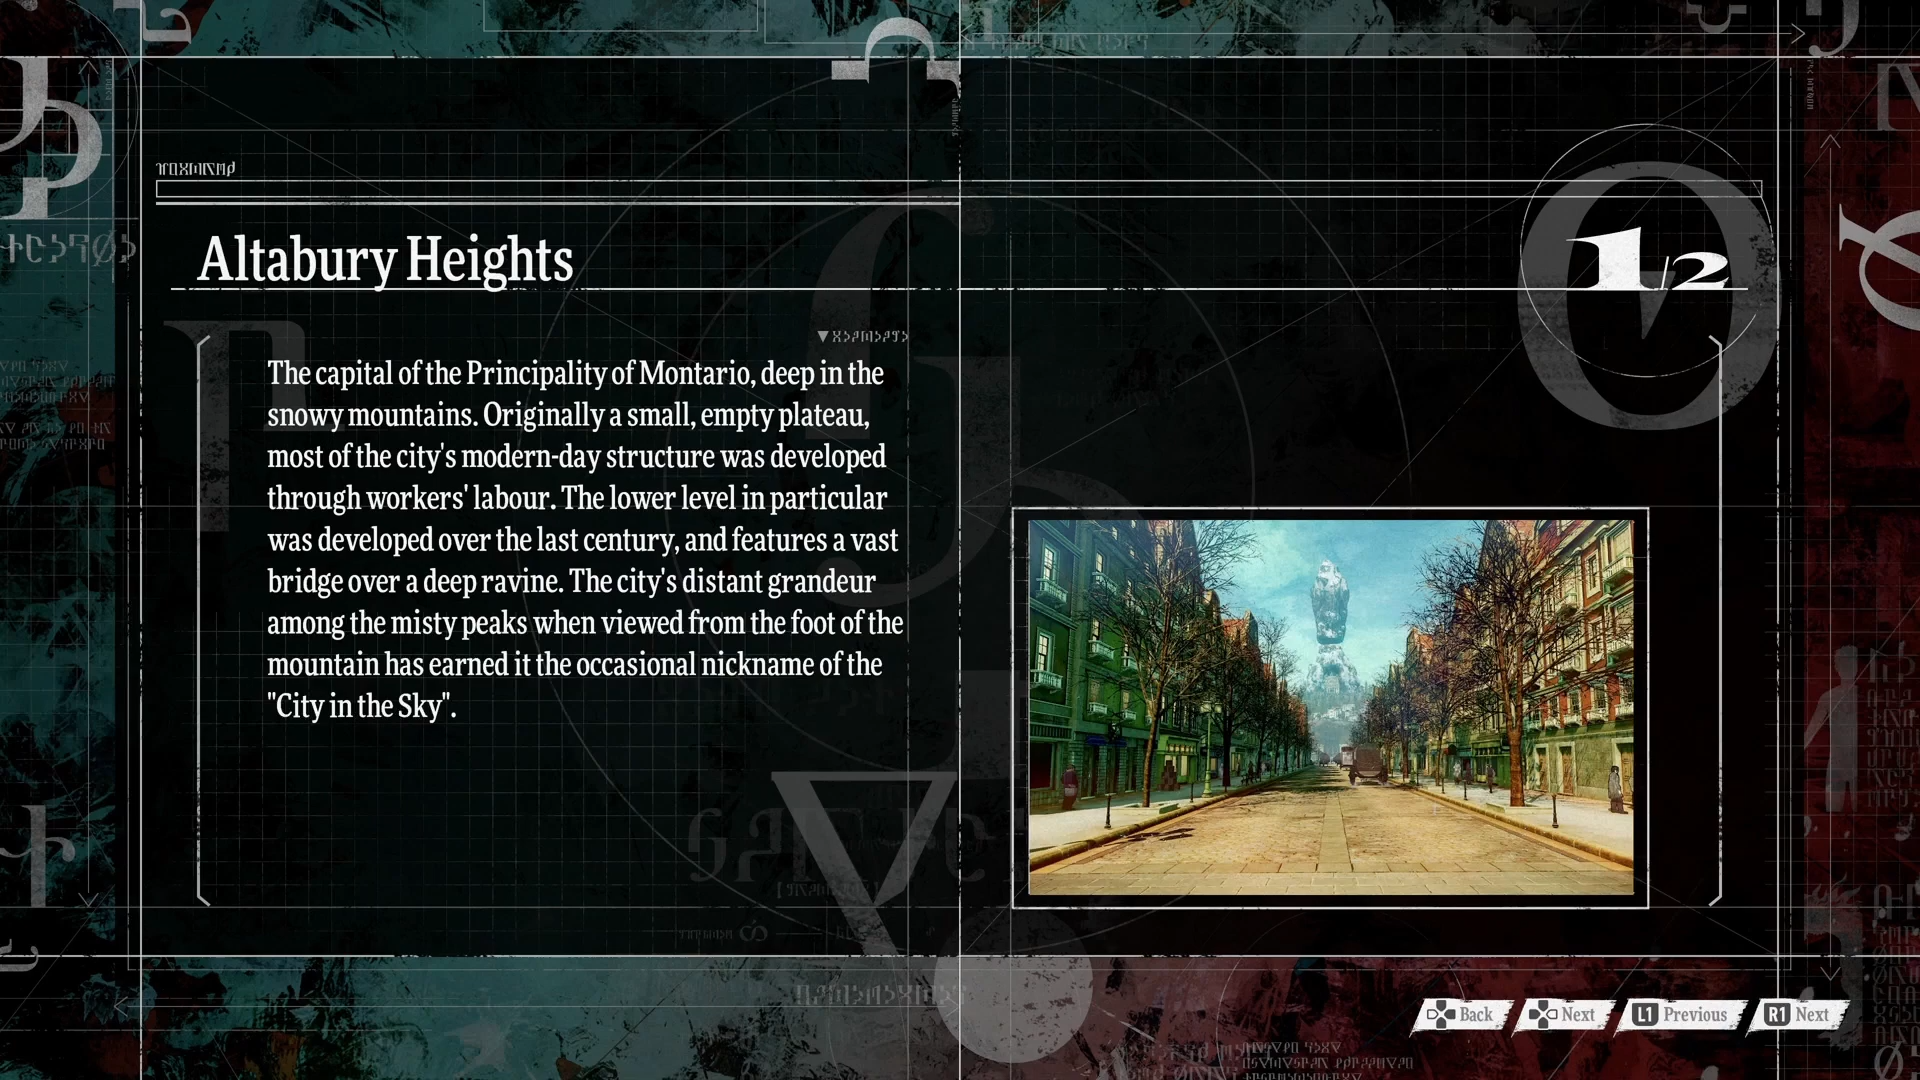 Altabury Heights
1/2
The capital of the Principality of Montario, deep in the
snowy mountains. Originally a small, empty plateau,
most of the city's modern-day structure was developed
through workers' labour. The lower level in particular
was developed over the last century, and features a vast
bridge over a deep ravine. The city's distant grandeur
among the misty peaks when viewed from the foot of the
mountain has earned it the occasional nickname of the
"City in the Sky".
Back Next L1 Previous R1 Next